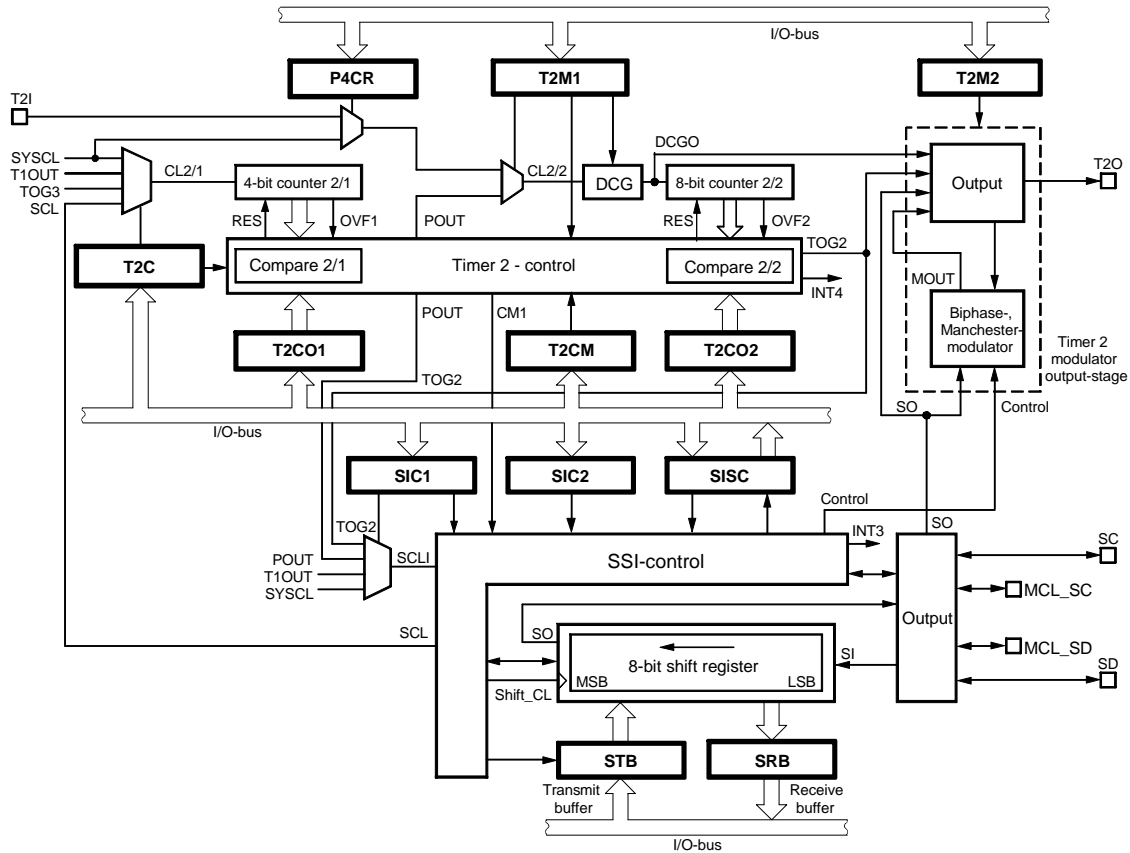 I/O-bus
P4CR
T2M1
T2M2
T2I
DCGO
SYSCL
T1OUT
TOG3
SCL
CL2/1
4-bit counter 2/1
CL2/2
DCG
8-bit counter 2/2
Output
T2O
RES
OVF1
POUT
RES
OVF2
TOG2
T2C
Compare 2/1
Timer 2 - control
Compare 2/2
INT4
MOUT
Biphase-,
Manchester-
modulator
Timer 2
modulator
output-stage
POUT
CM1
T2CO1
T2CM
T2CO2
TOG2
SO
Control
I/O-bus
SIC1
SIC2
SISC
Control
TOG2
INT3
SO
POUT
T1OUT
SYSCL
SCLI
SSI-control
SC
MCL_SC
Output
SCL
SO
SI
MCL_SD
SD
8-bit shift register
MSB
LSB
Shift_CL
STB
SRB
Transmit
buffer
Receive
buffer
I/O-bus